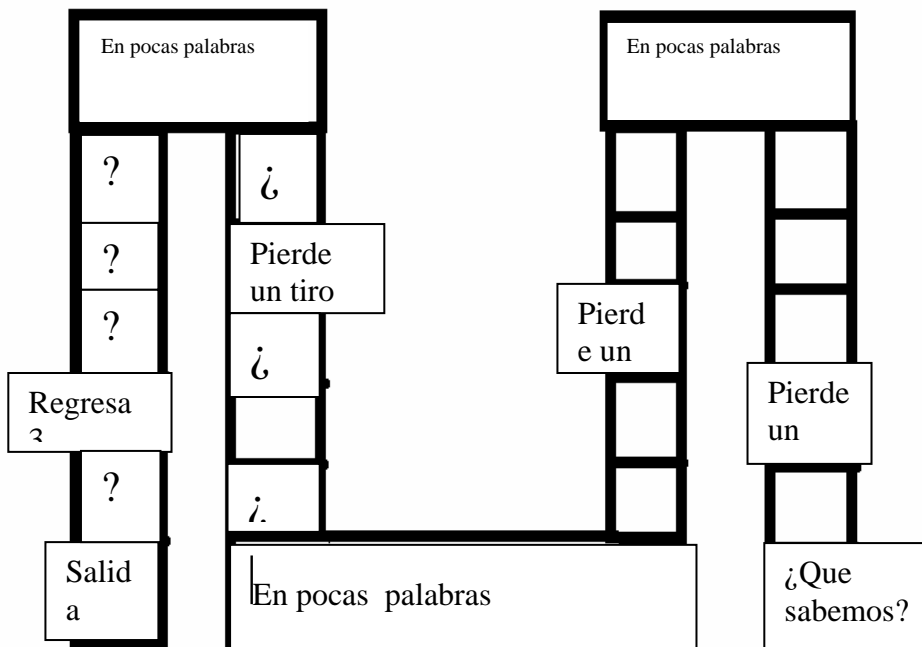 En pocas palabras
En pocas palabras
?
¿
?
Pierde
un tiro
?
¿
Pierd
e un
Regresa
3
Pierde
un
?
¿
Salid
a
En pocas  palabras
¿Que
sabemos?